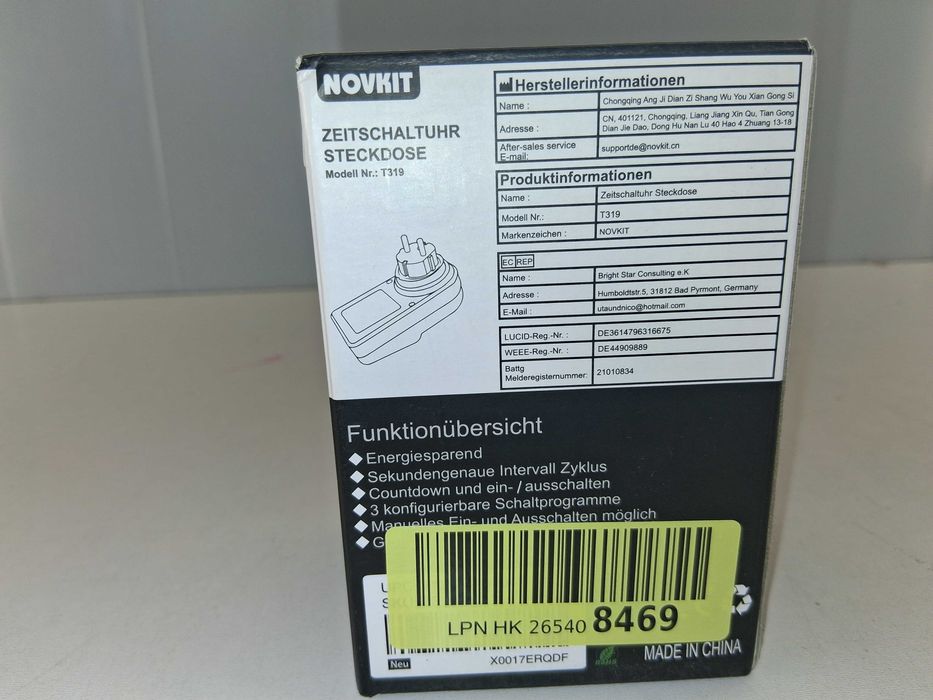 NOVKIT
ZEITSCHALTUHR
STECKDOSE
Modell Nr.: T319
Herstellerinformationen
Name : Chongqing Ang Ji Dian Zi Shang Wu You Xian Gong Si
Adresse : CN, 401121, Chongqing, Liang Jiang Xin Qu, Tian Gong
Dian Jie Dao, Dong Hu Nan Lu 40 Hao 4 Zhuang 13-18
After-sales service
E-mail: supportde@novkit.cn
Produktinformationen
Name : Zeitschaltuhr Steckdose
Modell Nr.: T319
Markenzeichen : NOVKIT
EC REP
Name : Bright Star Consulting e.K
Adresse : Humboldtstr.5, 31812 Bad Pyrmont, Germany
E-Mail : utaundnico@hotmail.com
LUCID-Reg.-Nr. : DE3614796316675
WEEE-Reg.-Nr. : DE44909889
Battg
Melderegisternummer: 21010834
Funktionübersicht
Energiesparend
Sekundengenaue Intervall Zyklus
Countdown und ein-/ausschalten
3 konfigurierbare Schaltprogramme
Manuelles Ein- und Ausschalten möglich
LPN HK 26540 8469
Neu
X0017ERQDF
RoHS
MADE IN CHINA